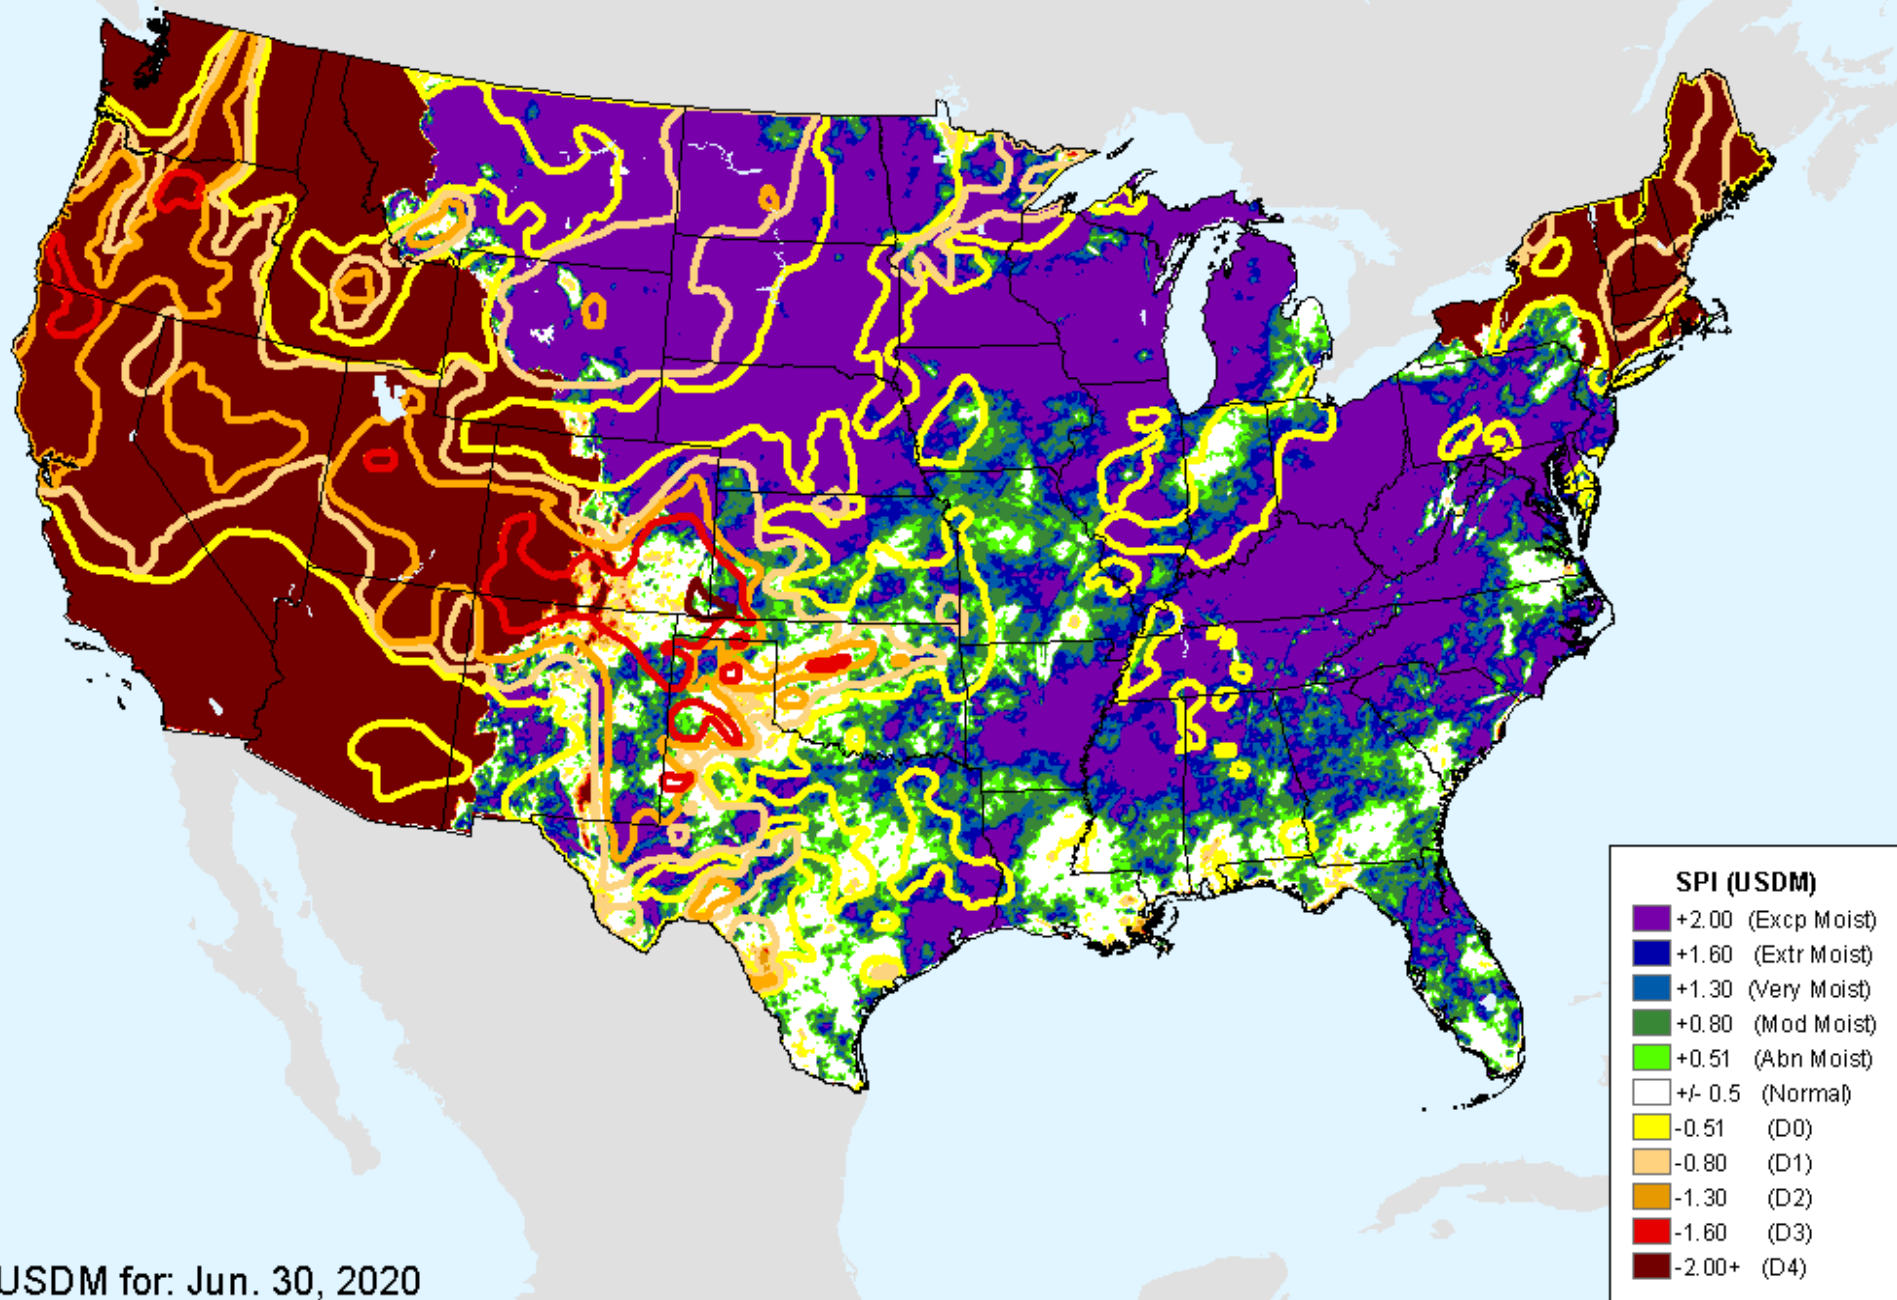 SPI (USDM)
+2.00 (Excp Moist)
+1.60 (Extr Moist)
+1.30 (Very Moist)
+0.80 (Mod Moist)
+0.51 (Abn Moist)
+/- 0.5 (Normal)
-0.51 (D0)
-0.80 (D1)
-1.30 (D2)
-1.60 (D3)
-2.00+ (D4)
USDM for: Jun. 30, 2020